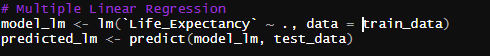 # Multiple Linear Regression
model_lm <- lm(`Life_Expectancy` ~ ., data = train_data)
predicted_lm <- predict(model_lm, test_data)